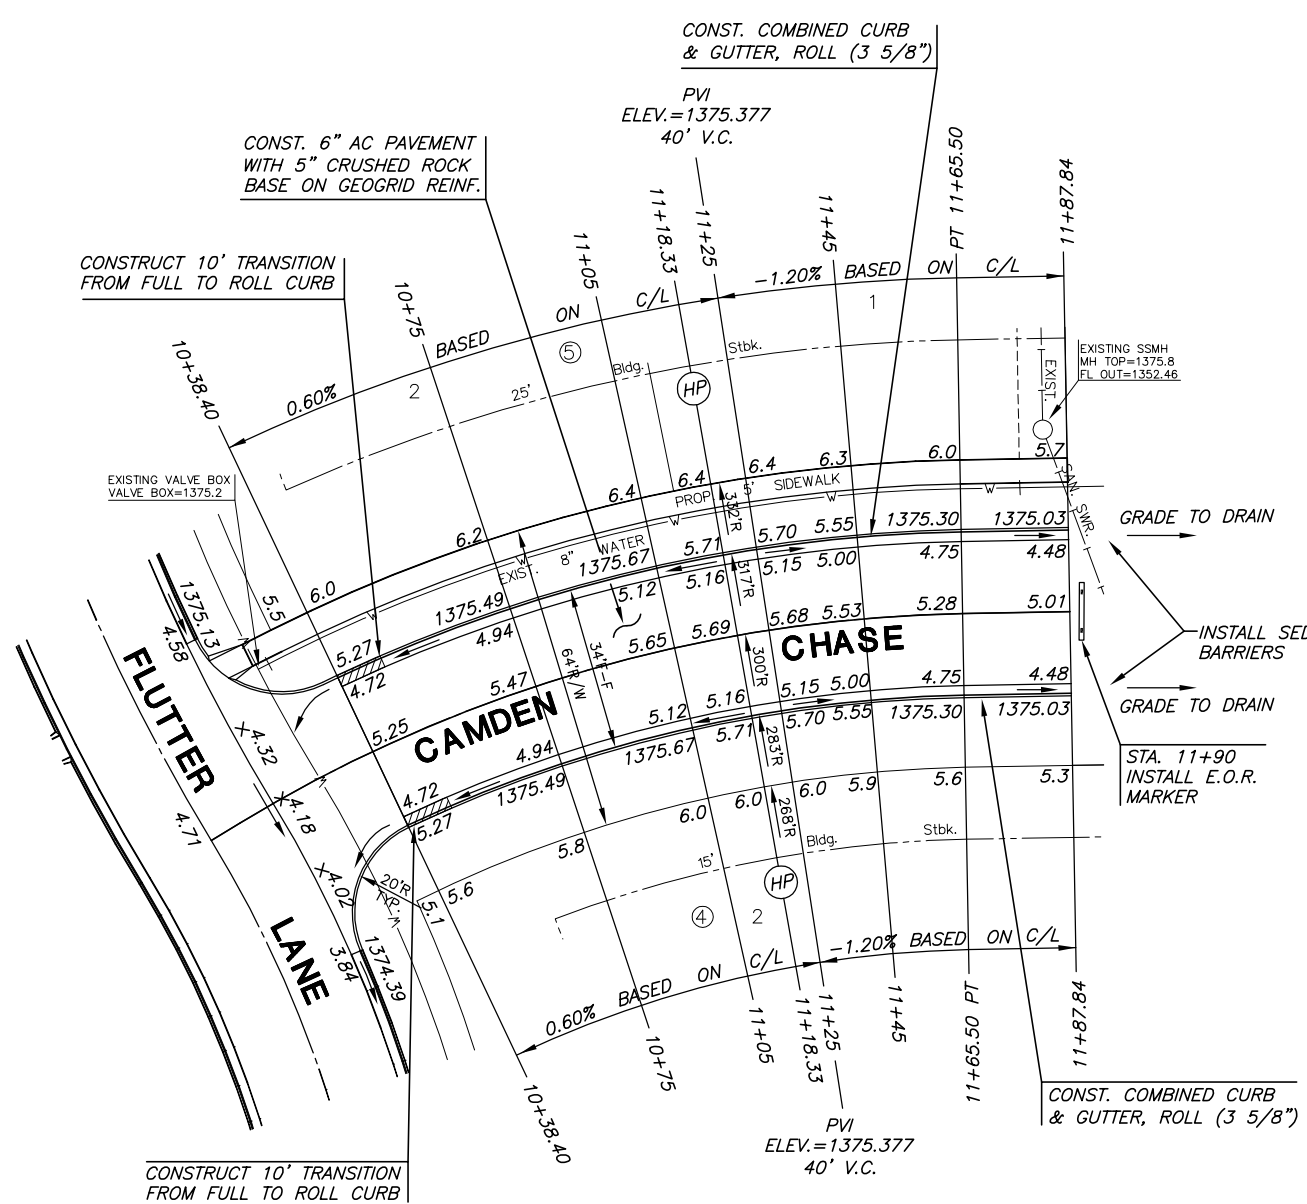 CONST. COMBINED CURB
& GUTTER, ROLL (3 5/8")
PVI
ELEV.=1375.377
40' V.C.
CONST. 6" AC PAVEMENT
WITH 5" CRUSHED ROCK
BASE ON GEOGRID REINF.
CONSTRUCT 10' TRANSITION
FROM FULL TO ROLL CURB
10+38.40
10+75
11+05
11+18.33
11+25
11+45
PT 11+65.50
11+87.84
0.60% BASED ON C/L
-1.20% BASED ON C/L
2
5
1
25'
Bldg.
Stbk.
HP
EXIST.
EXISTING SSMH
MH TOP=1375.8
FL OUT=1352.46
EXISTING VALVE BOX
VALVE BOX=1375.2
5.5
6.0
6.2
6.4
6.4
6.4
6.3
6.0
5.7
PROP. 5' SIDEWALK
W
W
W
W
W
EXIST. 8" WATER
SAN. SWR.
1375.13
5.27
1375.49
1375.67
5.71
5.70
5.55
1375.30
1375.03
4.58
4.72
4.94
5.12
5.16
5.15
5.00
4.75
4.48
GRADE TO DRAIN
332'R
317'R
300'R
283'R
268'R
34'F-F
64'R/W
4.71
5.25
5.47
5.65
5.69
5.68
5.53
5.28
5.01
FLUTTER
LANE
CAMDEN
CHASE
INSTALL SEL
BARRIERS
4.32
4.18
4.02
3.84
1374.39
4.72
4.94
5.12
5.16
5.15
5.00
4.75
4.48
5.27
1375.49
1375.67
5.71
5.70
5.55
1375.30
1375.03
GRADE TO DRAIN
STA. 11+90
INSTALL E.O.R.
MARKER
20'R
TYP.
5.1
5.6
5.8
6.0
6.0
6.0
5.9
5.6
5.3
15'
Bldg.
Stbk.
HP
4
2
0.60% BASED ON C/L
-1.20% BASED ON C/L
10+38.40
10+75
11+05
11+18.33
11+25
11+45
11+65.50 PT
11+87.84
PVI
ELEV.=1375.377
40' V.C.
CONST. COMBINED CURB
& GUTTER, ROLL (3 5/8")
CONSTRUCT 10' TRANSITION
FROM FULL TO ROLL CURB